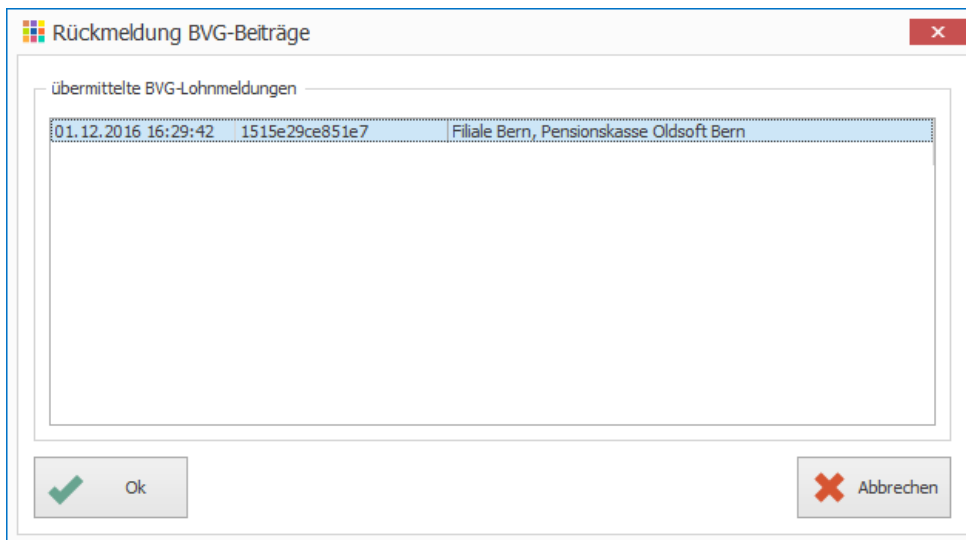 Rückmeldung BVG-Beiträge
übermittelte BVG-Lohnmeldungen
01.12.2016 16:29:42 1515e29ce851e7 Filiale Bern, Pensionskasse Oldsoft Bern
Ok Abbrechen